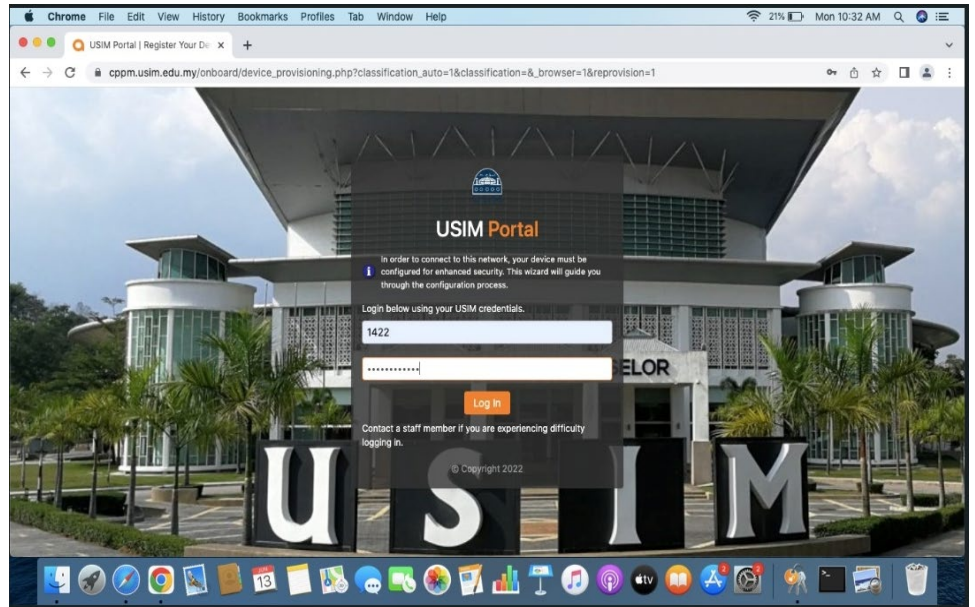 Chrome File Edit View History Bookmarks Profiles Tab Window Help 21% Mon 10:32 AM
USIM Portal | Register Your De
cppm.usim.edu.my/onboard/device_provisioning.php?classification_auto=1&classification=&_browser=1&reprovision=1
USIM Portal
In order to connect to this network, your device must be
configured for enhanced security. This wizard will guide you
through the configuration process.
Login below using your USIM credentials.
1422
••••••••••••
ELOR
Log In
Contact a staff member if you are experiencing difficulty
logging in.
© Copyright 2022
USIM
JUN
13
tv
2
2